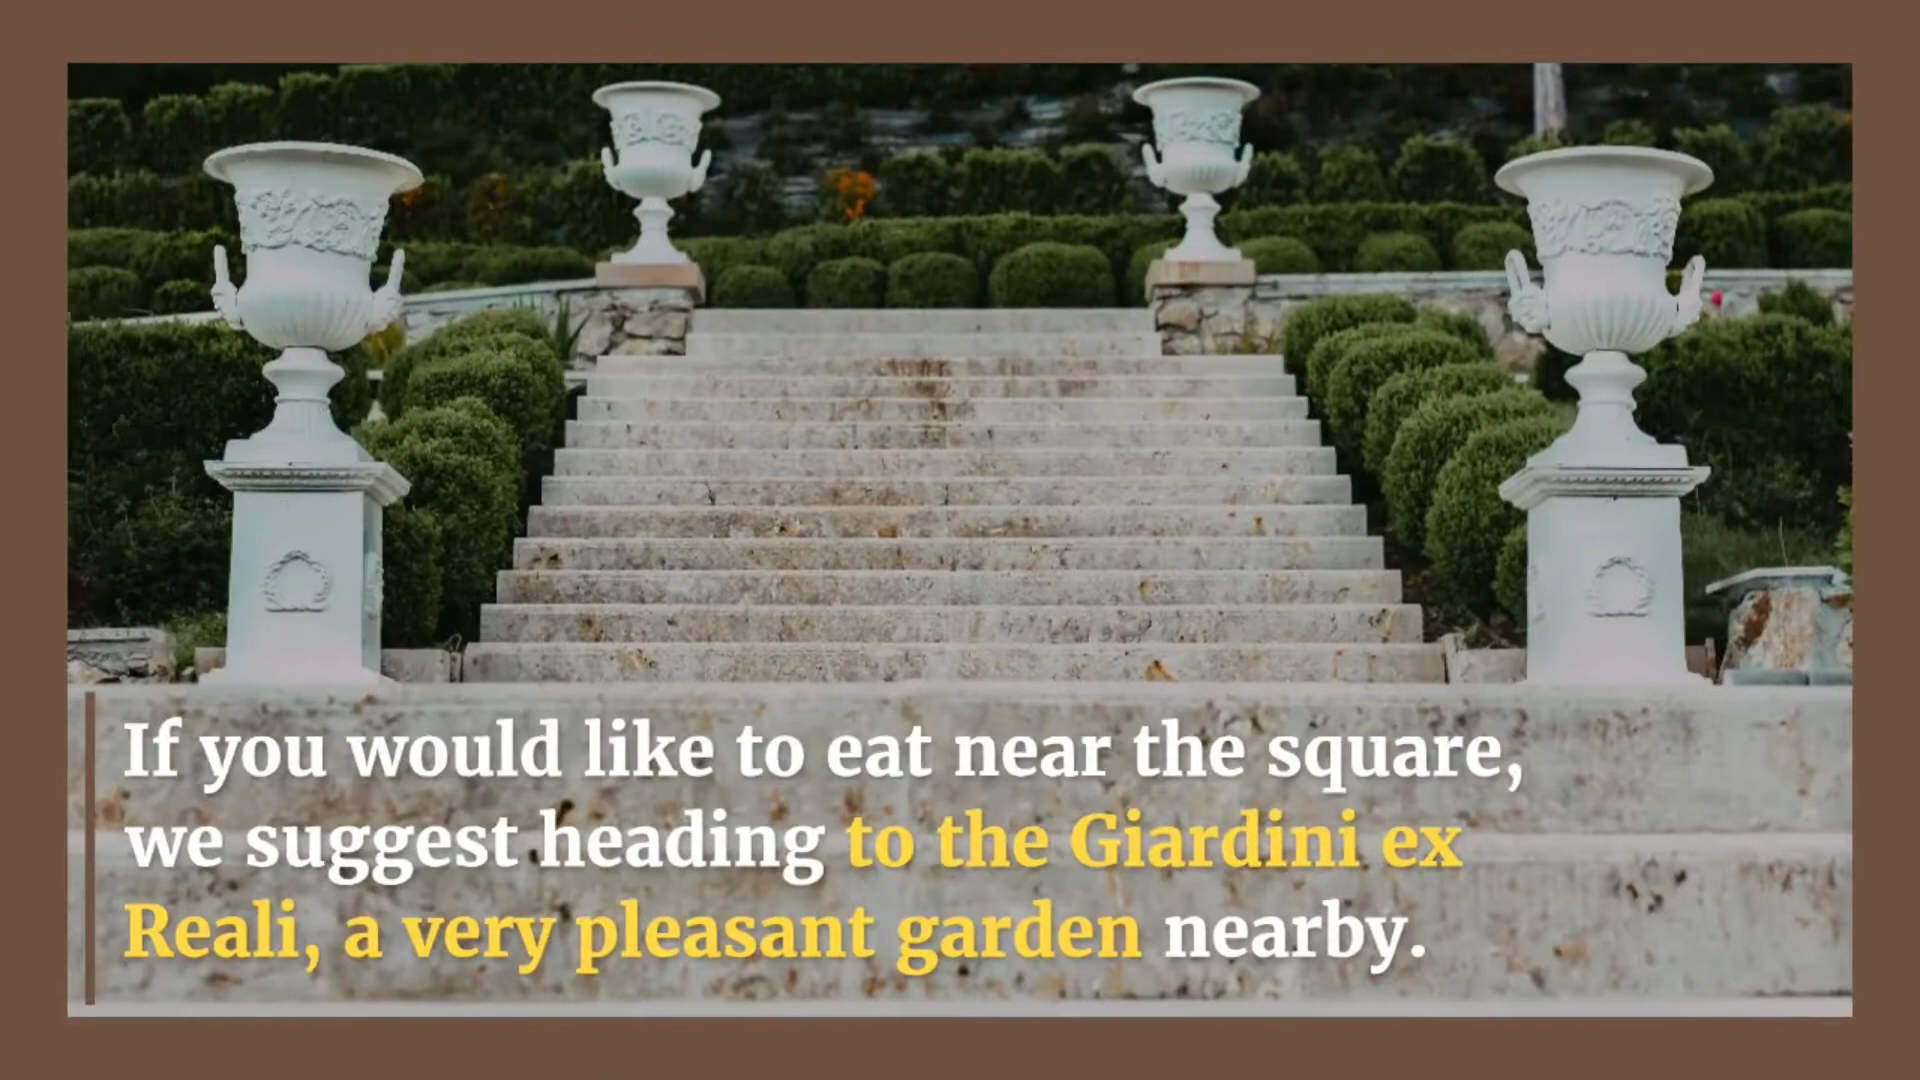 If you would like to eat near the square,
we suggest heading to the Giardini ex
Reali, a very pleasant garden nearby.